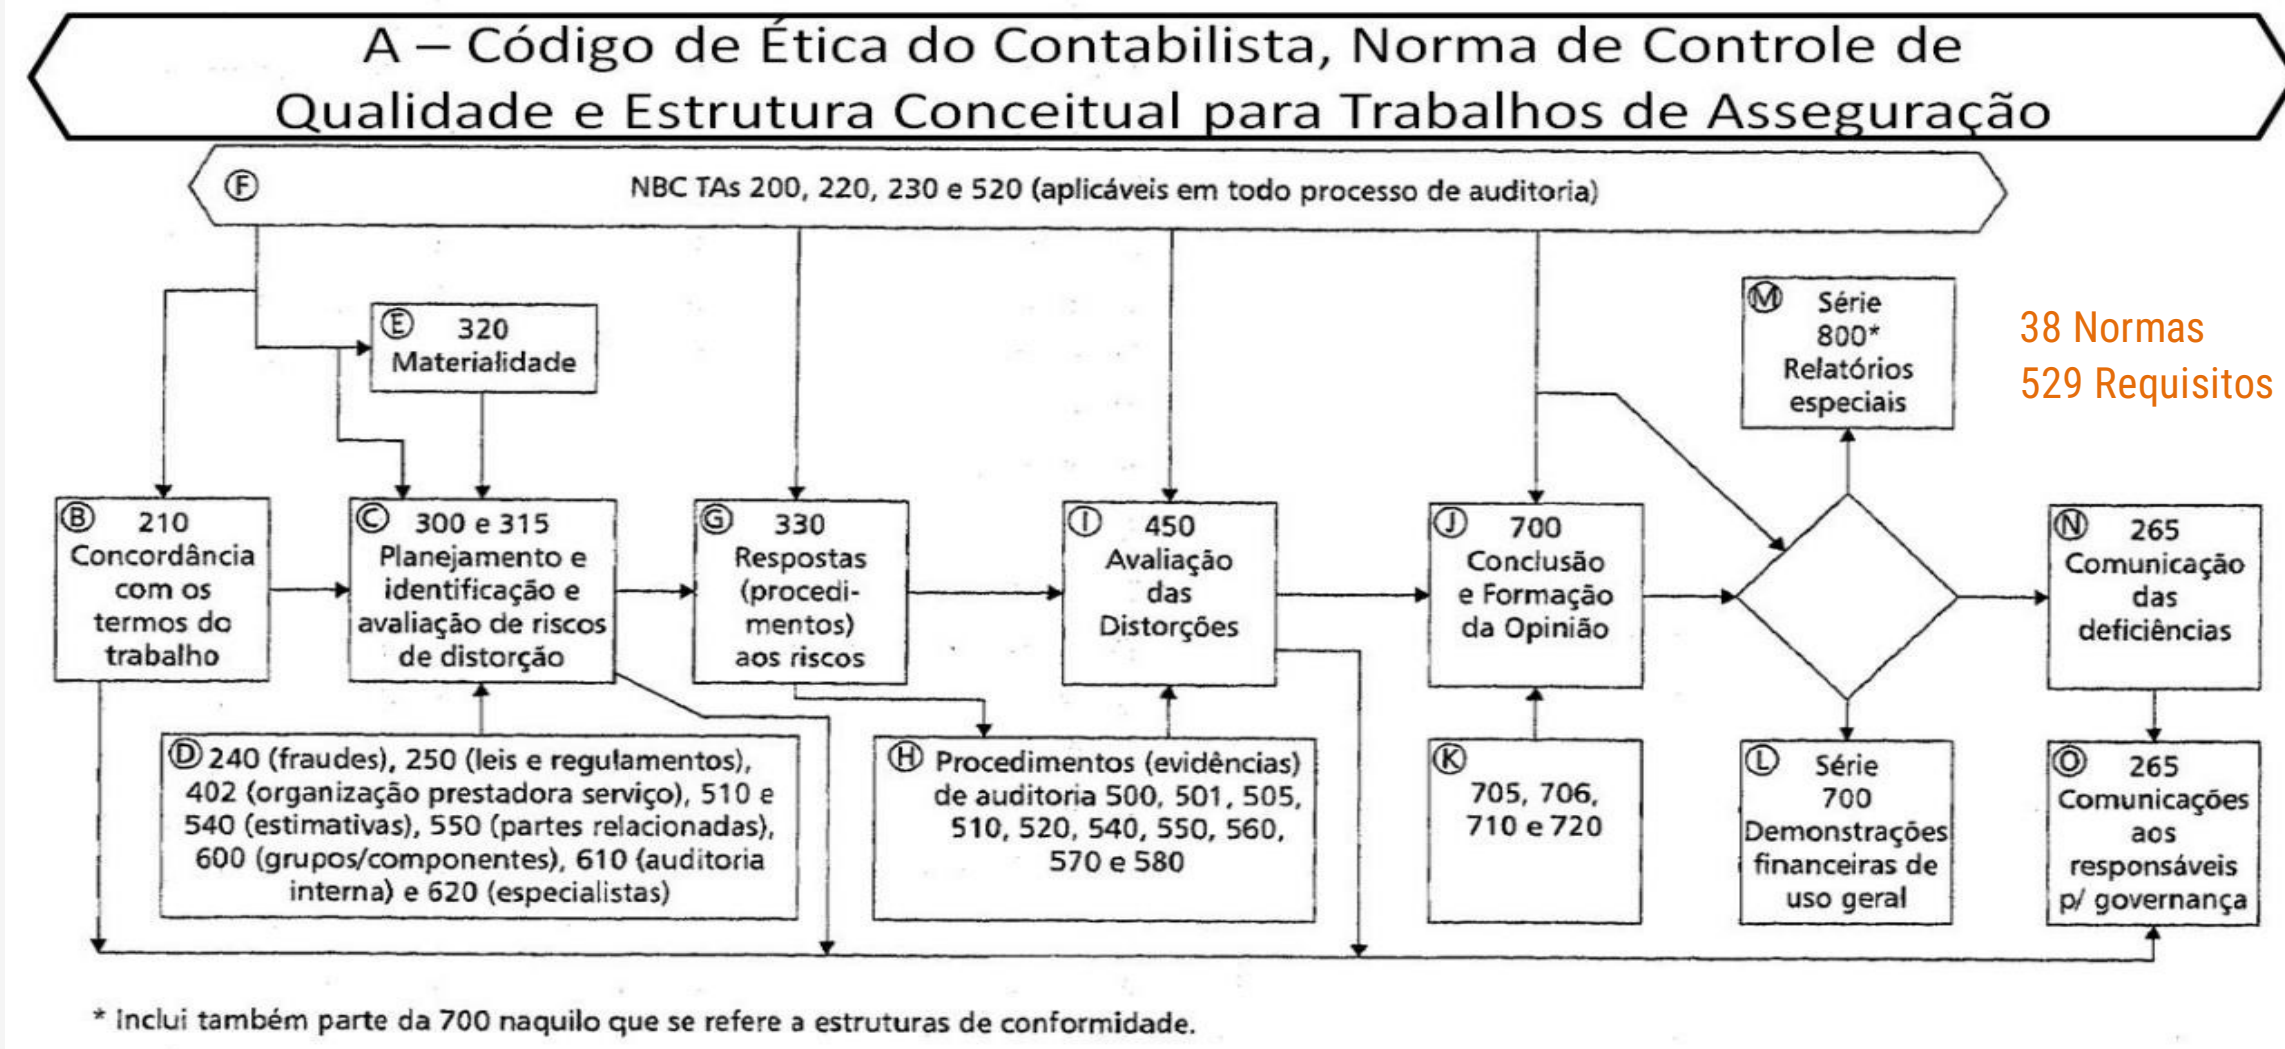 A – Código de Ética do Contabilista, Norma de Controle de
Qualidade e Estrutura Conceitual para Trabalhos de Asseguração
F
NBC TAs 200, 220, 230 e 520 (aplicáveis em todo processo de auditoria)
E 320
Materialidade
M Série
800*
Relatórios
especiais
38 Normas
529 Requisitos
B 210
Concordância
com os
termos do
trabalho
C 300 e 315
Planejamento e
identificação e
avaliação de riscos
de distorção
G 330
Respostas
(procedi-
mentos)
aos riscos
I 450
Avaliação
das
Distorções
J 700
Conclusão
e Formação
da Opinião
N 265
Comunicação
das
deficiências
D 240 (fraudes), 250 (leis e regulamentos),
402 (organização prestadora serviço), 510 e
540 (estimativas), 550 (partes relacionadas),
600 (grupos/componentes), 610 (auditoria
interna) e 620 (especialistas)
H Procedimentos (evidências)
de auditoria 500, 501, 505,
510, 520, 540, 550, 560,
570 e 580
K
705, 706,
710 e 720
L Série
700
Demonstrações
financeiras de
uso geral
O 265
Comunicações
aos
responsáveis
p/ governança
* Inclui também parte da 700 naquilo que se refere a estruturas de conformidade.